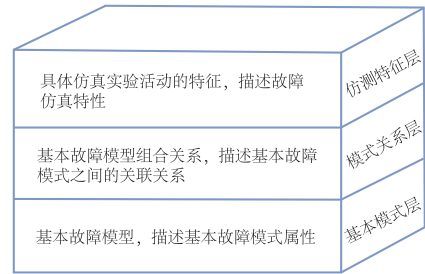 具体仿真实验活动的特征，描述故障
仿真特性
仿测特征层
基本故障模型组合关系，描述基本故障
模式之间的关联关系
模式关系层
基本故障模型，描述基本故障模式属性
基本模式层